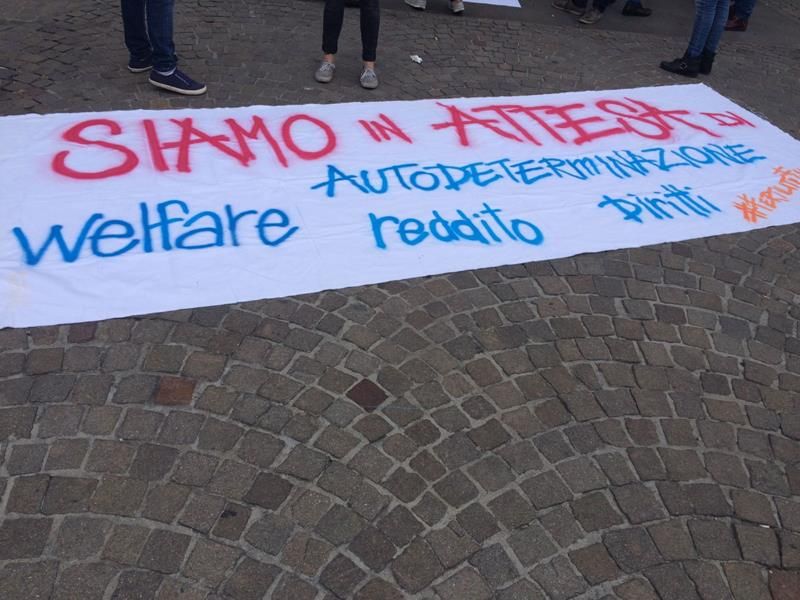 SIAMO IN ATTESA DI
AUTODETERMINAZIONE
welfare reddito Diritti